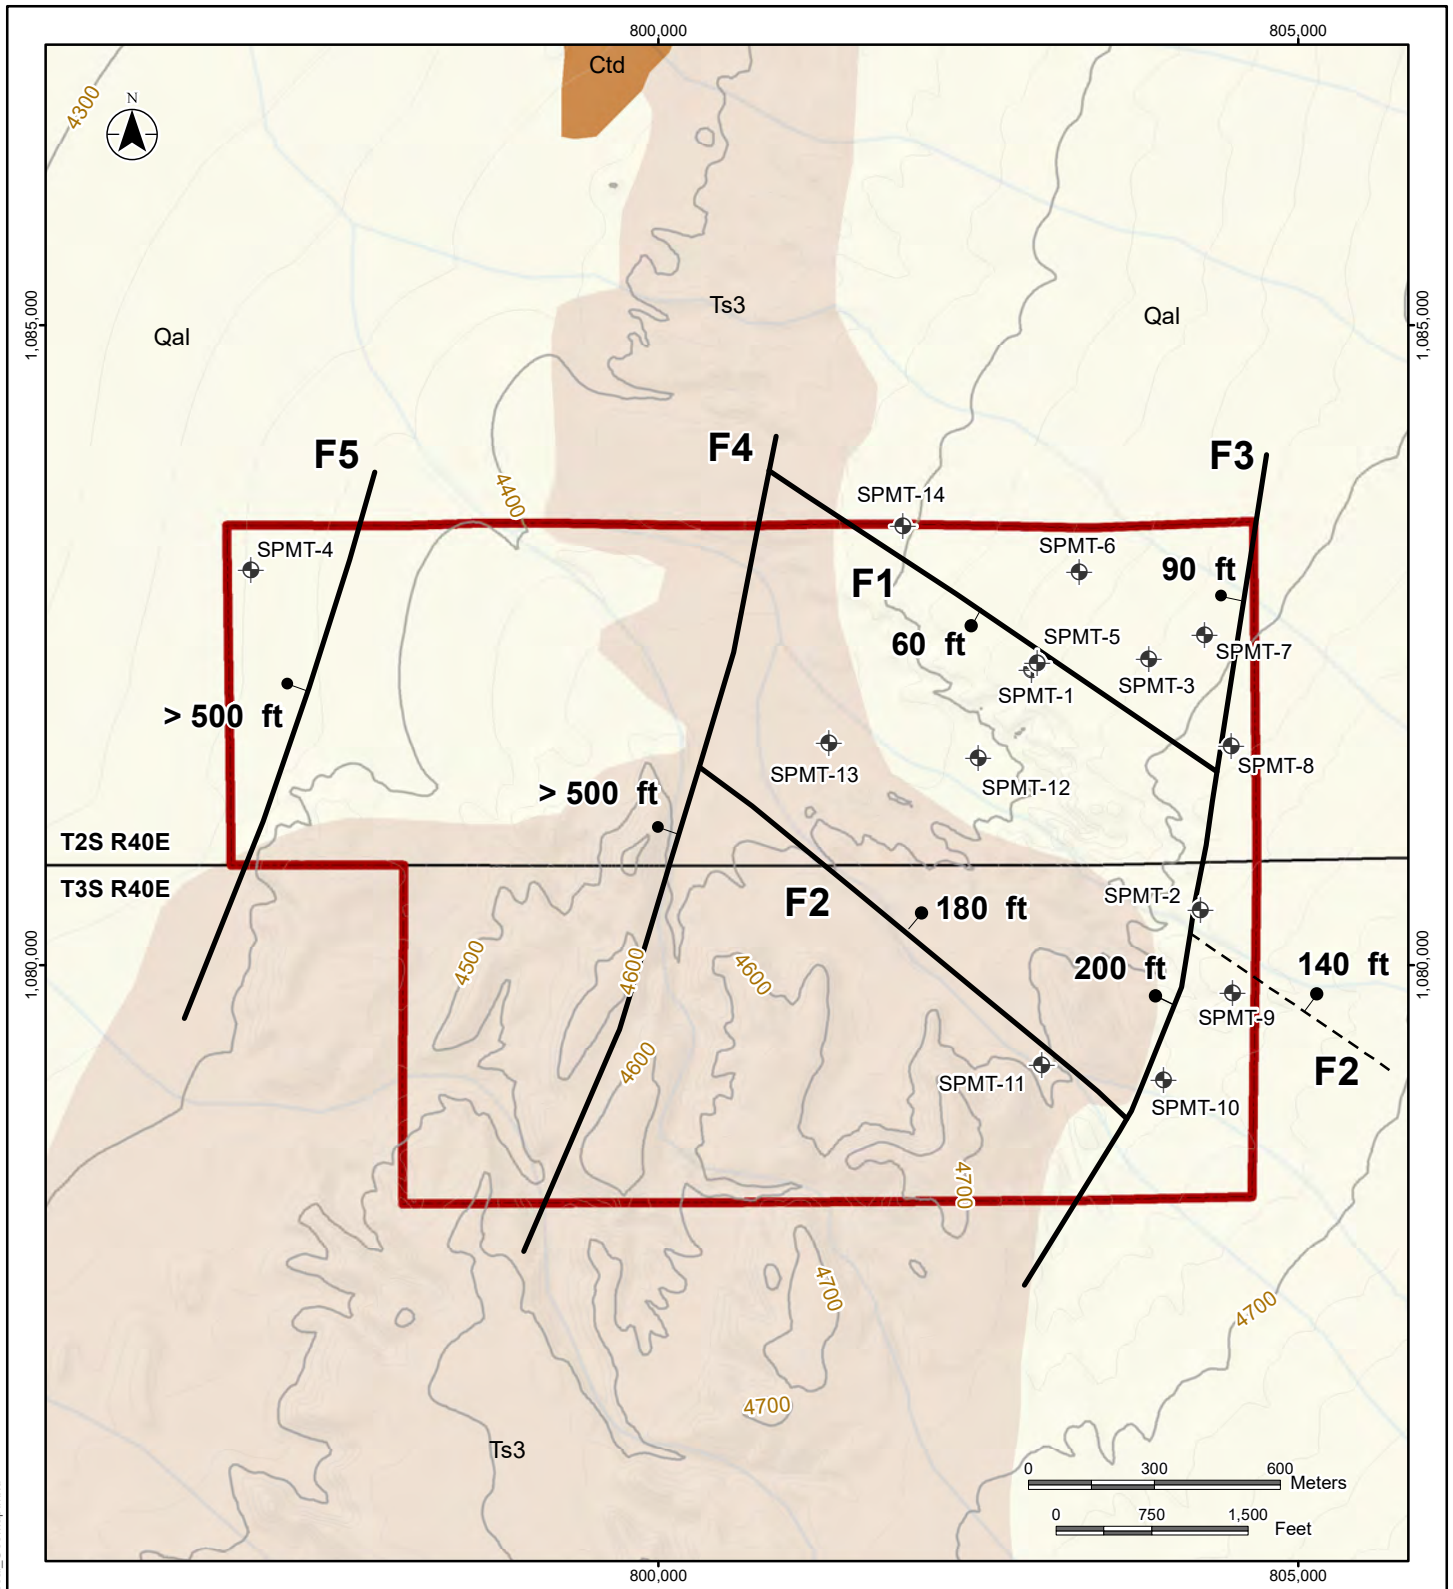 800,000
805,000
Ctd
4300
N
1,085,000
1,085,000
Ts3
Qal
Qal
F5
F4
F3
4400
SPMT-14
SPMT-4
SPMT-6
90 ft
F1
60 ft
SPMT-5
SPMT-7
SPMT-1
SPMT-3
> 500 ft
SPMT-13
SPMT-12
SPMT-8
> 500 ft
T2S R40E
T3S R40E
SPMT-2
F2
180 ft
4500
4600
4600
200 ft
140 ft
1,080,000
1,080,000
SPMT-9
4600
SPMT-11
F2
SPMT-10
4700
4700
4700
4700
Ts3
0 300 600
Meters
0 750 1,500
Feet
800,000
805,000